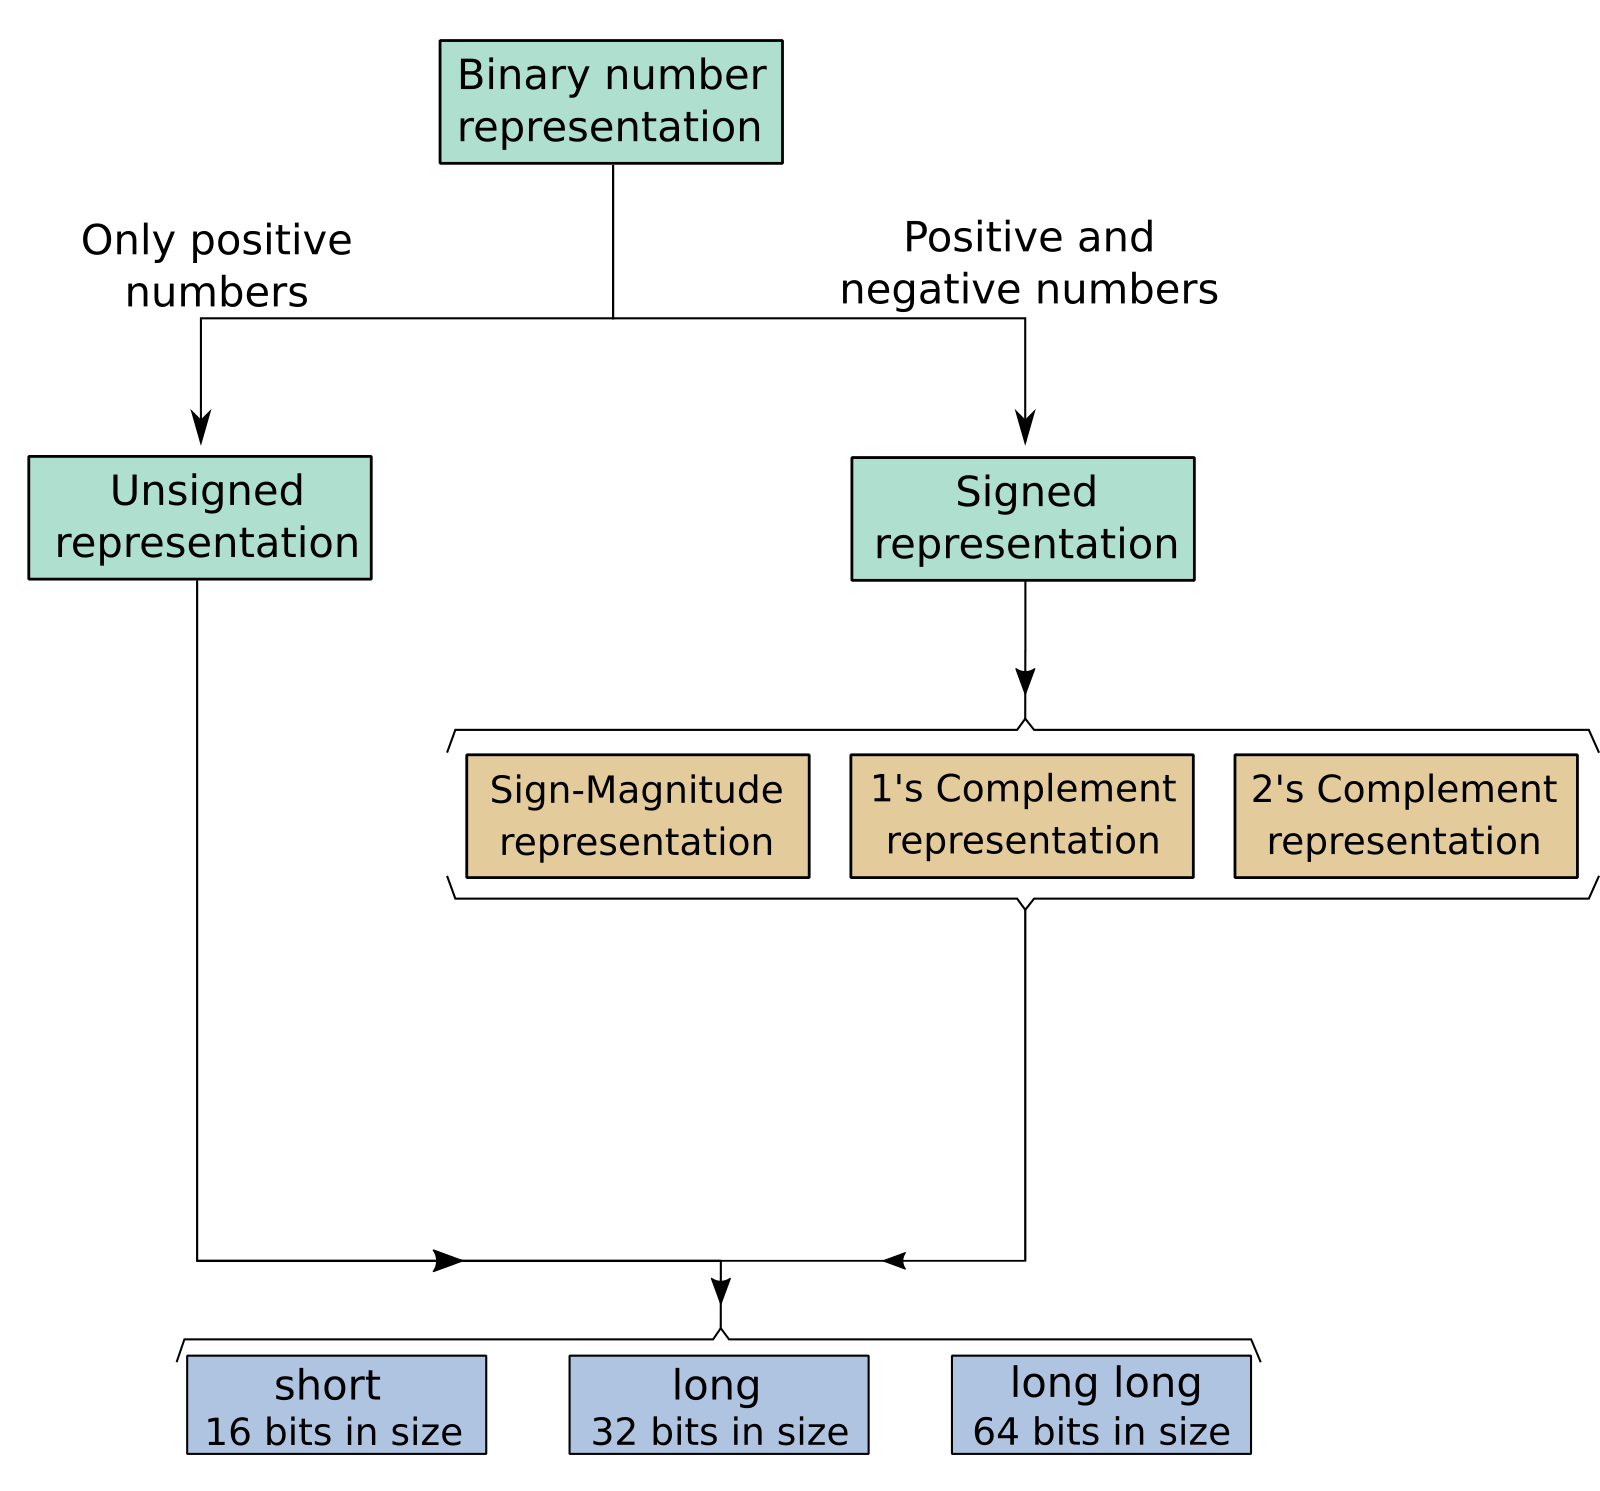 Binary number
representation
Only positive
numbers
Positive and
negative numbers
Unsigned
representation
Signed
representation
Sign-Magnitude
representation
1's Complement
representation
2's Complement
representation
short
16 bits in size
long
32 bits in size
long long
64 bits in size